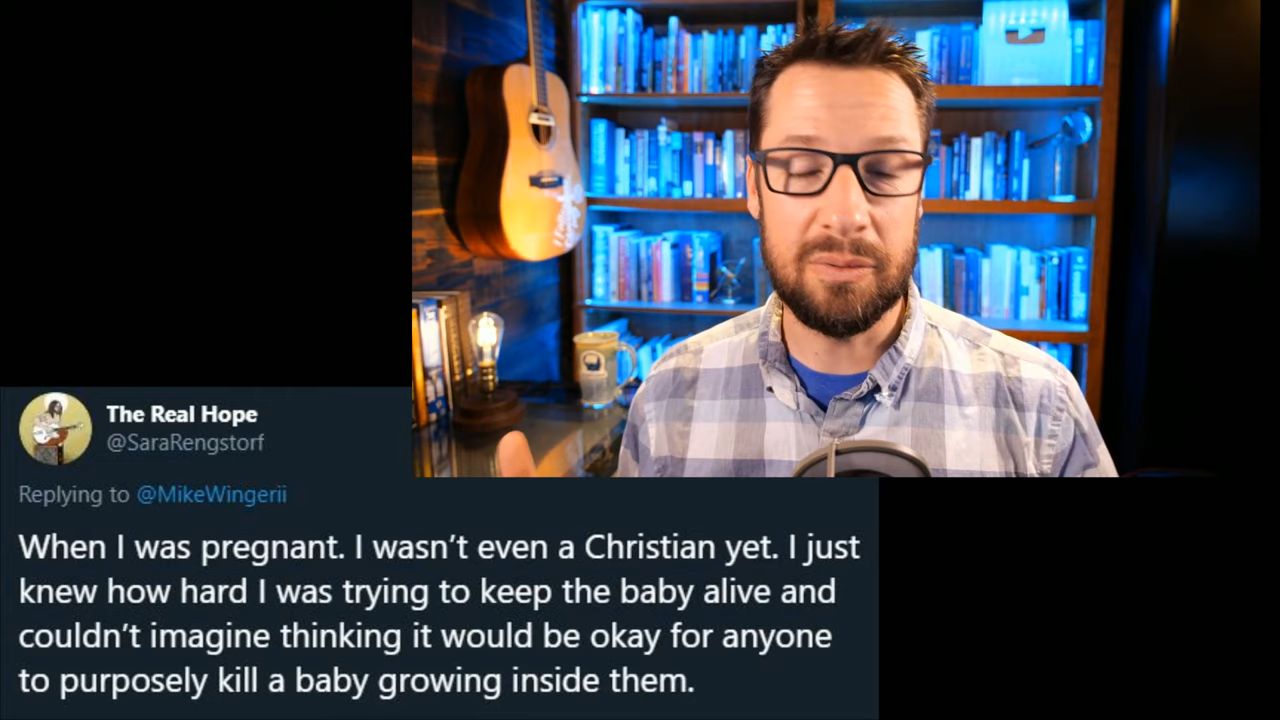 The Real Hope
@SaraRengstorf
Replying to @MikeWingerii
When I was pregnant. I wasn't even a Christian yet. I just
knew how hard I was trying to keep the baby alive and
couldn't imagine thinking it would be okay for anyone
to purposely kill a baby growing inside them.